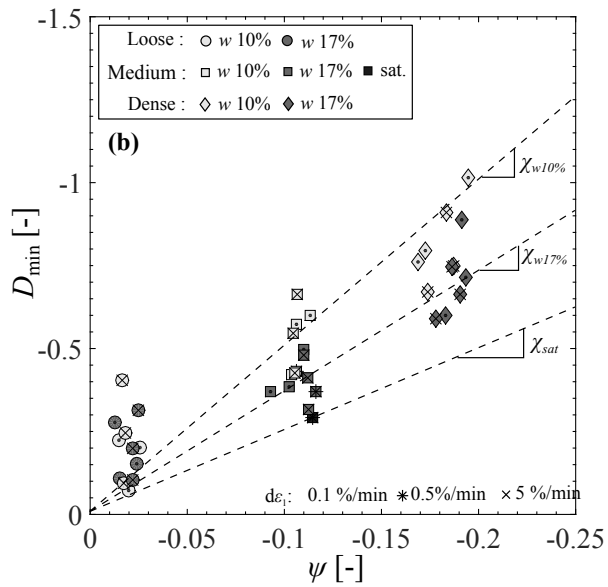 -1.5
Loose : w 10% w 17%
Medium : w 10% w 17% sat.
Dense : w 10% w 17%
(b)
χw10%
-1
χw17%
Dmin [-]
-0.5
χsat
dε1: 0.1 %/min 0.5%/min 5 %/min
0
0 -0.05 -0.1 -0.15 -0.2 -0.25
ψ [-]